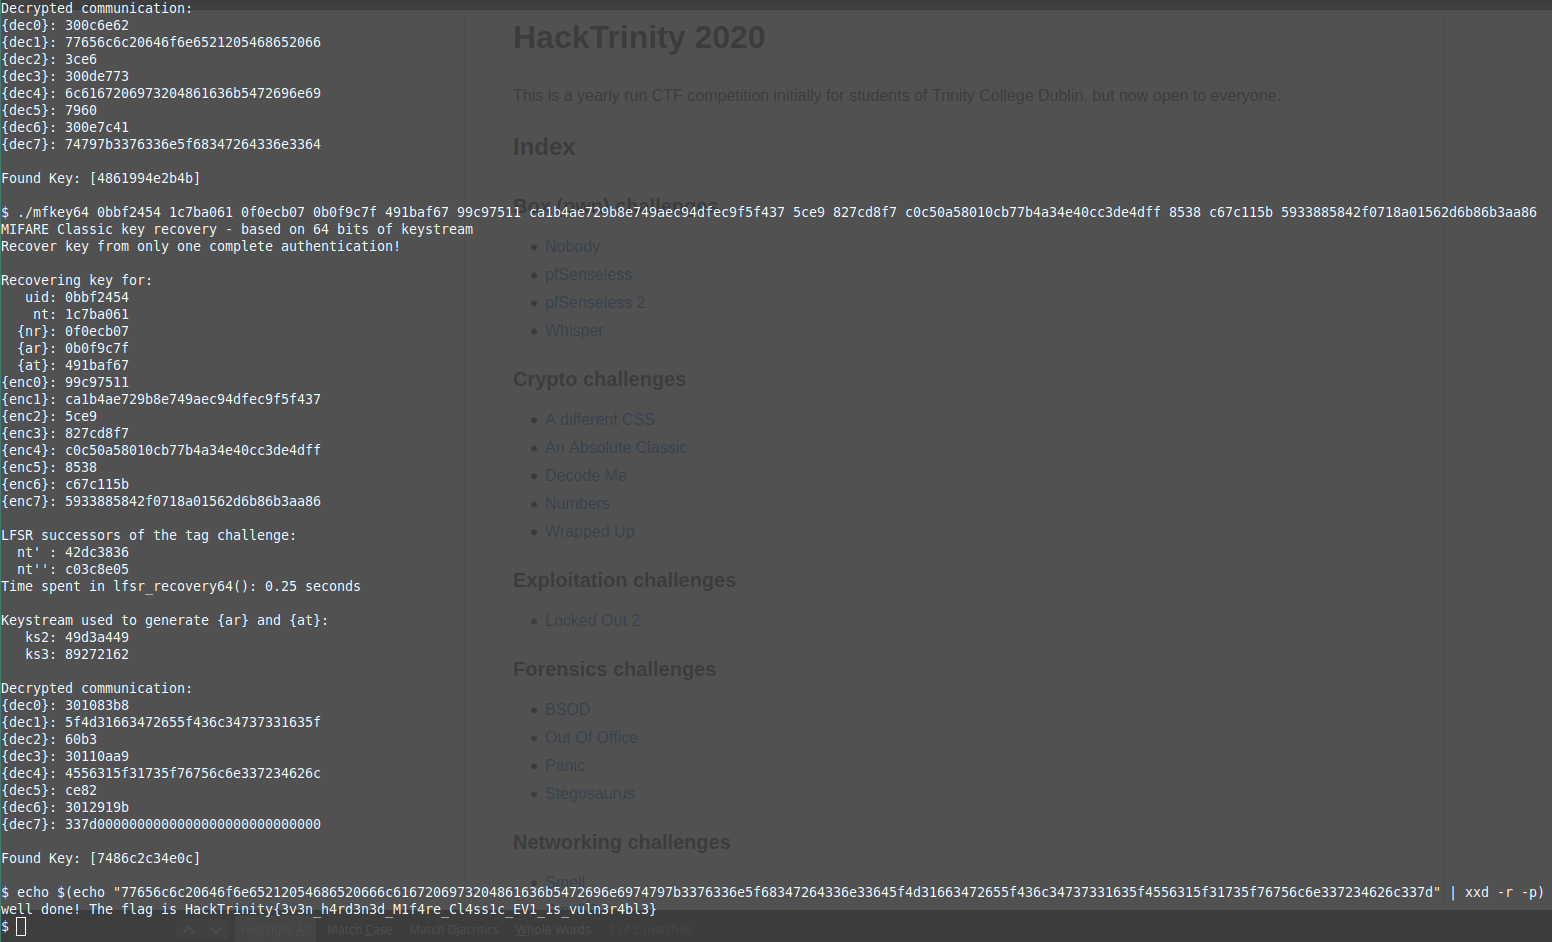 Decrypted communication:
{dec0}: 300c6e62
{dec1}: 77656c6c20646f6e6521205468652066
{dec2}: 3ce6
{dec3}: 300de773
{dec4}: 6c6167206973204861636b5472696e69
{dec5}: 7960
{dec6}: 300e7c41
{dec7}: 74797b3376336e5f68347264336e3364
Found Key: [4861994e2b4b]
$ ./mfkey64 0bbf2454 1c7ba061 0f0ecb07 0b0f9c7f 491baf67 99c97511 ca1b4ae729b8e749aec94dfec9f5f437 5ce9 827cd8f7 c0c50a58010cb77b4a34e40cc3de4dff 8538 c67c115b 5933885842f0718a01562d6b86b3aa86
MIFARE Classic key recovery - based on 64 bits of keystream
Recover key from only one complete authentication!
Recovering key for:
uid: 0bbf2454
nt: 1c7ba061
{nr}: 0f0ecb07
{ar}: 0b0f9c7f
{at}: 491baf67
{enc0}: 99c97511
{enc1}: ca1b4ae729b8e749aec94dfec9f5f437
{enc2}: 5ce9
{enc3}: 827cd8f7
{enc4}: c0c50a58010cb77b4a34e40cc3de4dff
{enc5}: 8538
{enc6}: c67c115b
{enc7}: 5933885842f0718a01562d6b86b3aa86
LFSR successors of the tag challenge:
nt' : 42dc3836
nt'': c03c8e05
Time spent in lfsr_recovery64(): 0.25 seconds
Keystream used to generate {ar} and {at}:
ks2: 49d3a449
ks3: 89272162
Decrypted communication:
{dec0}: 301083b8
{dec1}: 5f4d31663472655f436c34737331635f
{dec2}: 60b3
{dec3}: 30110aa9
{dec4}: 4556315f31735f76756c6e337234626c
{dec5}: ce82
{dec6}: 3012919b
{dec7}: 337d0000000000000000000000000000
Found Key: [7486c2c34e0c]
$ echo $(echo "77656c6c20646f6e65212054686520666c6167206973204861636b5472696e6974797b3376336e5f68347264336e33645f4d31663472655f436c34737331635f4556315f31735f76756c6e337234626c337d" | xxd -r -p)
well done! The flag is HackTrinity{3v3n_h4rd3n3d_M1f4re_Cl4ss1c_EV1_1s_vuln3r4bl3}
$
HackTrinity 2020
This is a yearly run CTF competition initially for students of Trinity College Dublin, but now open to everyone.
Index
Box (pwn) challenges
Nobody
pfSenseless
pfSenseless 2
Whisper
Crypto challenges
A different CSS
An Absolute Classic
Decode Me
Numbers
Wrapped Up
Exploitation challenges
Locked Out 2
Forensics challenges
BSOD
Out Of Office
Panic
Stegosaurus
Networking challenges
Smell
Highlight All Match Case Match Diacritics Whole Words 1 of 2 matches